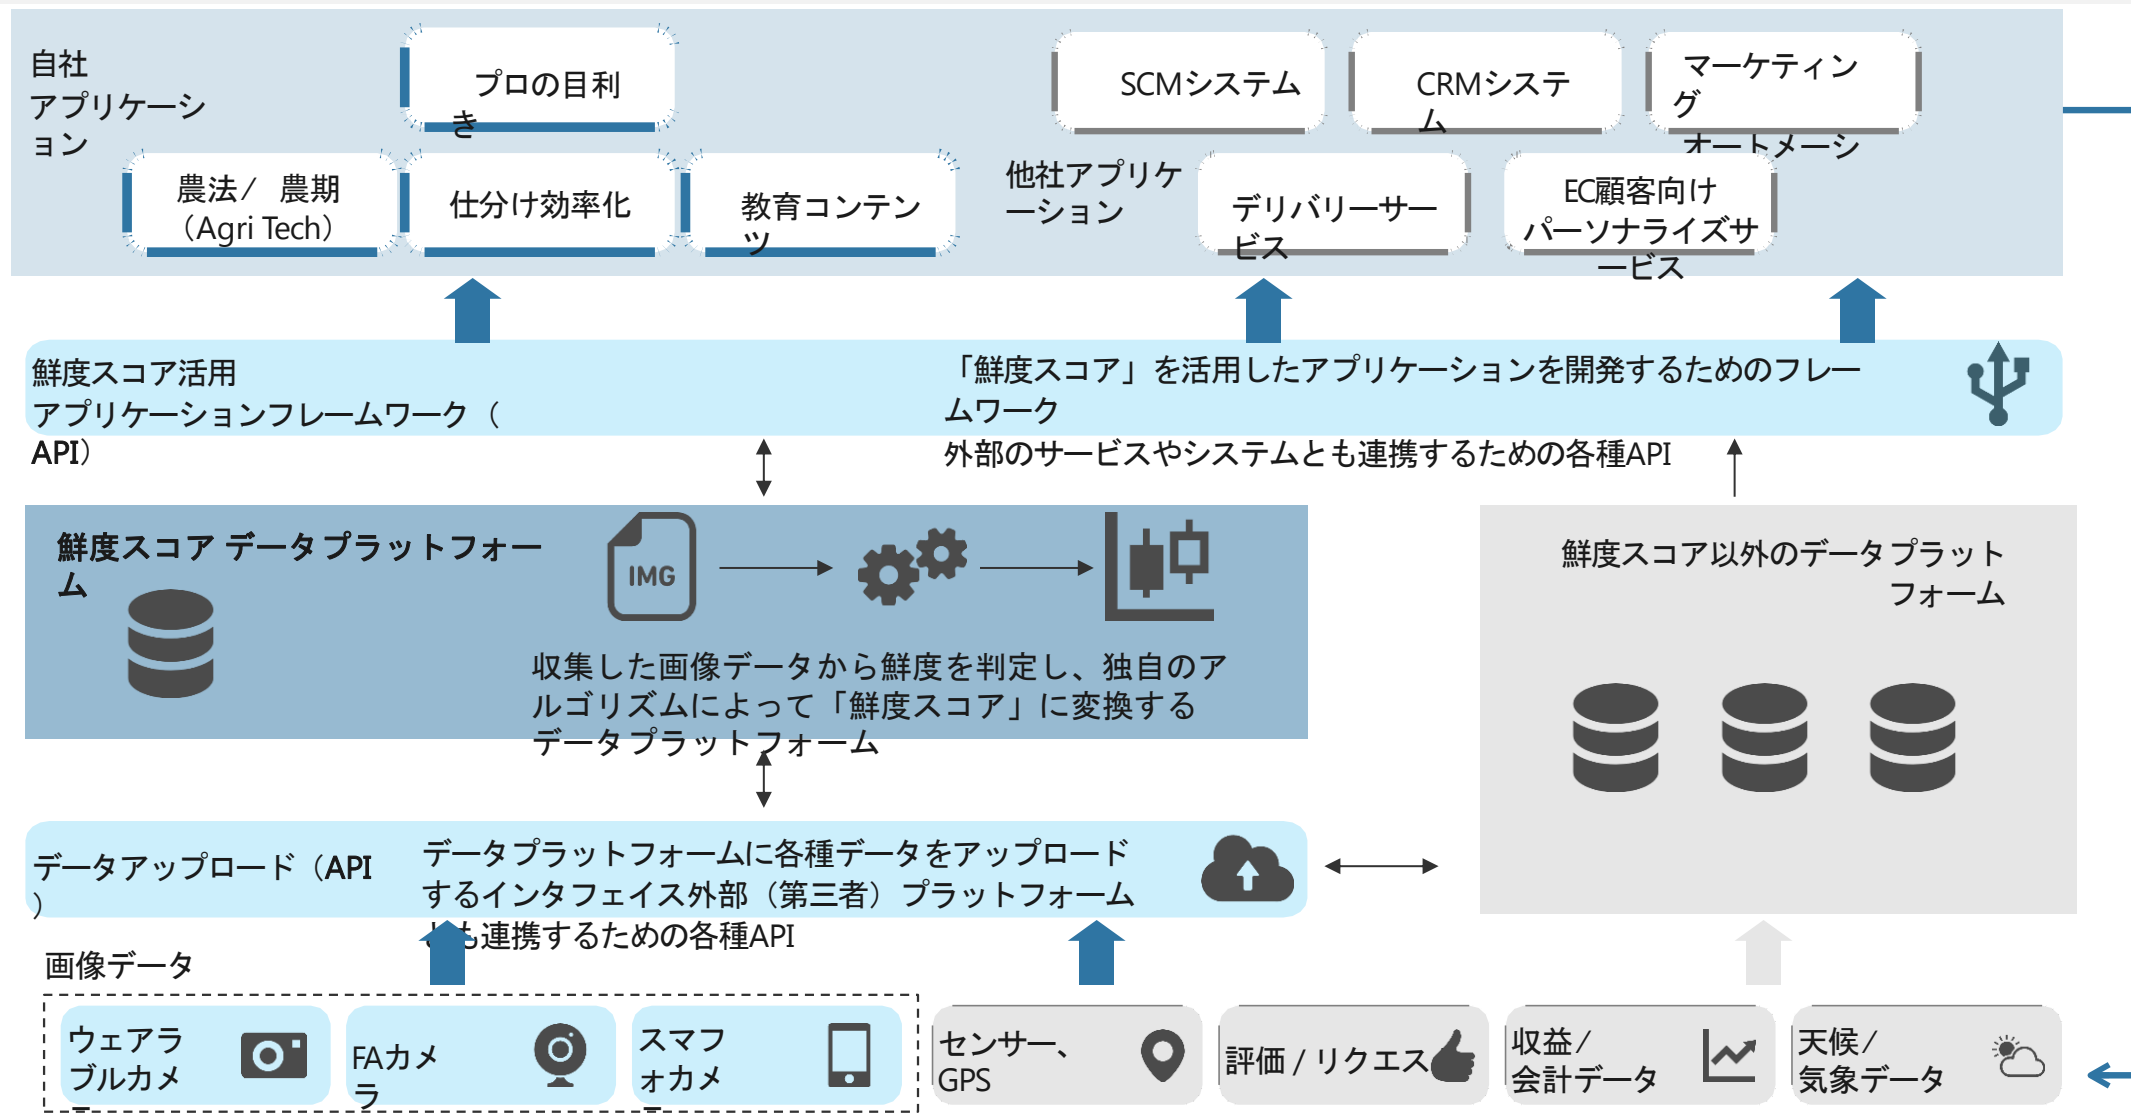 自社
アプリケーシ
ョン
プロの目利
き
農法/ 農期
（Agri Tech）
仕分け効率化
教育コンテン
ツ
SCMシステム
CRMシステ
ム
マーケティン
グ
オートメーシ
他社アプリケ
ーション
デリバリーサー
ビス
EC顧客向け
パーソナライズサ
ービス
鮮度スコア活用
アプリケーションフレームワーク（
API）
「鮮度スコア」を活用したアプリケーションを開発するためのフレー
ムワーク
外部のサービスやシステムとも連携するための各種API
鮮度スコア データプラットフォー
ム
IMG
収集した画像データから鮮度を判定し、独自のア
ルゴリズムによって「鮮度スコア」に変換する
データプラットフォーム
鮮度スコア以外のデータプラット
フォーム
データアップロード（API
）
データプラットフォームに各種データをアップロード
するインタフェイス外部（第三者）プラットフォーム
とも連携するための各種API
画像データ
ウェアラ
ブルカメ
FAカメ
ラ
スマフ
ォカメ
センサー、
GPS
評価 / リクエス
収益/
会計データ
天候/
気象データ